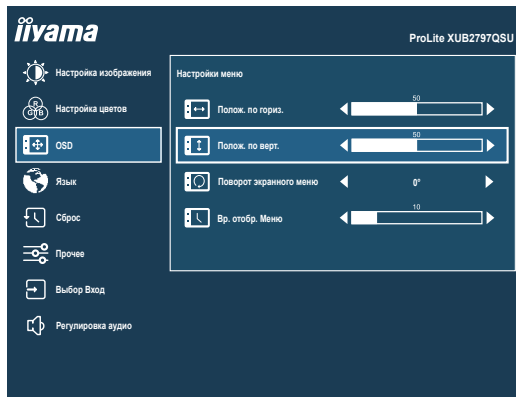 iiyama
ProLite XUB2797QSU
Настройка изображения
Настройка цветов
R
G B
OSD
Язык
Сброс
Прочее
Выбор Вход
Регулировка аудио
Настройки меню
Полож. по гориз.
50
Полож. по верт.
50
Поворот экранного меню
0°
Вр. отобр. Меню
10